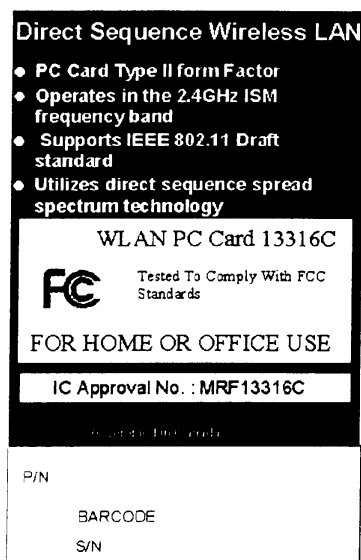 Direct Sequence Wireless LAN
● PC Card Type II form Factor
● Operates in the 2.4GHz ISM
frequency band
● Supports IEEE 802.11 Draft
standard
● Utilizes direct sequence spread
spectrum technology
WLAN PC Card 13316C
FC Tested To Comply With FCC
Standards
FOR HOME OR OFFICE USE
IC Approval No. : MRF13316C
P/N
BARCODE
S/N